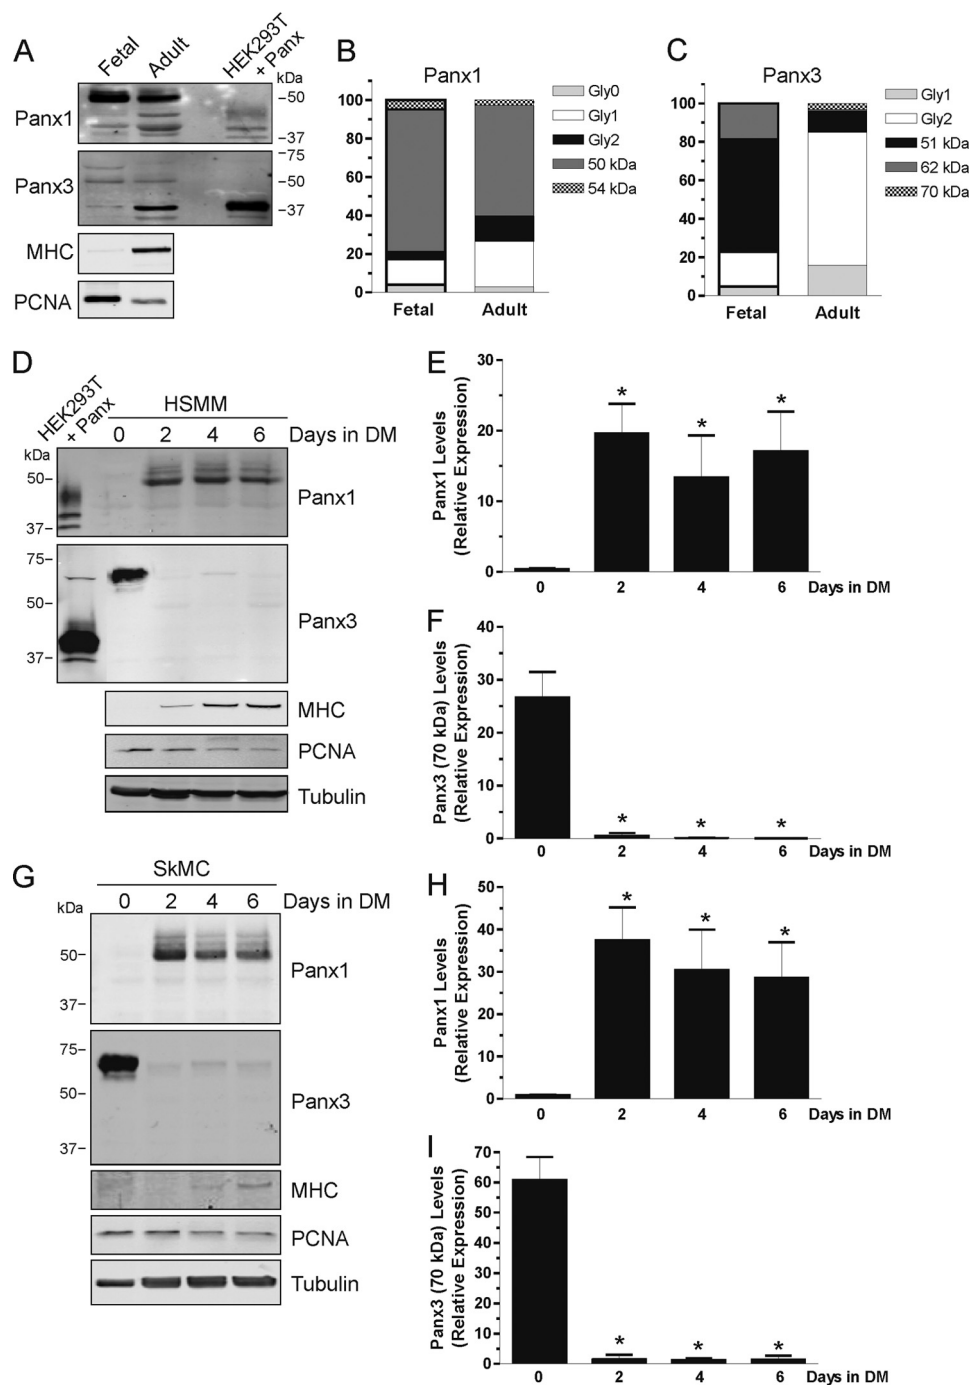 A
Fetal
Adult
HEK293T
+ Panx
kDa
Panx1
–50
–37
Panx3
–75
–50
–37
MHC
PCNA
B
Panx1
100
80
60
40
20
0
Fetal
Adult
Gly0
Gly1
Gly2
50 kDa
54 kDa
C
Panx3
100
80
60
40
20
0
Fetal
Adult
Gly1
Gly2
51 kDa
62 kDa
70 kDa
D
HEK293T
+ Panx
HSMM
0 2 4 6 Days in DM
kDa
50–
37–
Panx1
75–
50–
37–
Panx3
MHC
PCNA
Tubulin
E
Panx1 Levels
(Relative Expression)
30
20
10
0
* * *
0 2 4 6 Days in DM
F
Panx3 (70 kDa) Levels
(Relative Expression)
40
30
20
10
0
* * *
0 2 4 6 Days in DM
G
SkMC
0 2 4 6 Days in DM
kDa
50–
37–
Panx1
75–
50–
37–
Panx3
MHC
PCNA
Tubulin
H
Panx1 Levels
(Relative Expression)
50
40
30
20
10
0
* * *
0 2 4 6 Days in DM
I
Panx3 (70 kDa) Levels
(Relative Expression)
70
60
50
40
30
20
10
0
* * *
0 2 4 6 Days in DM